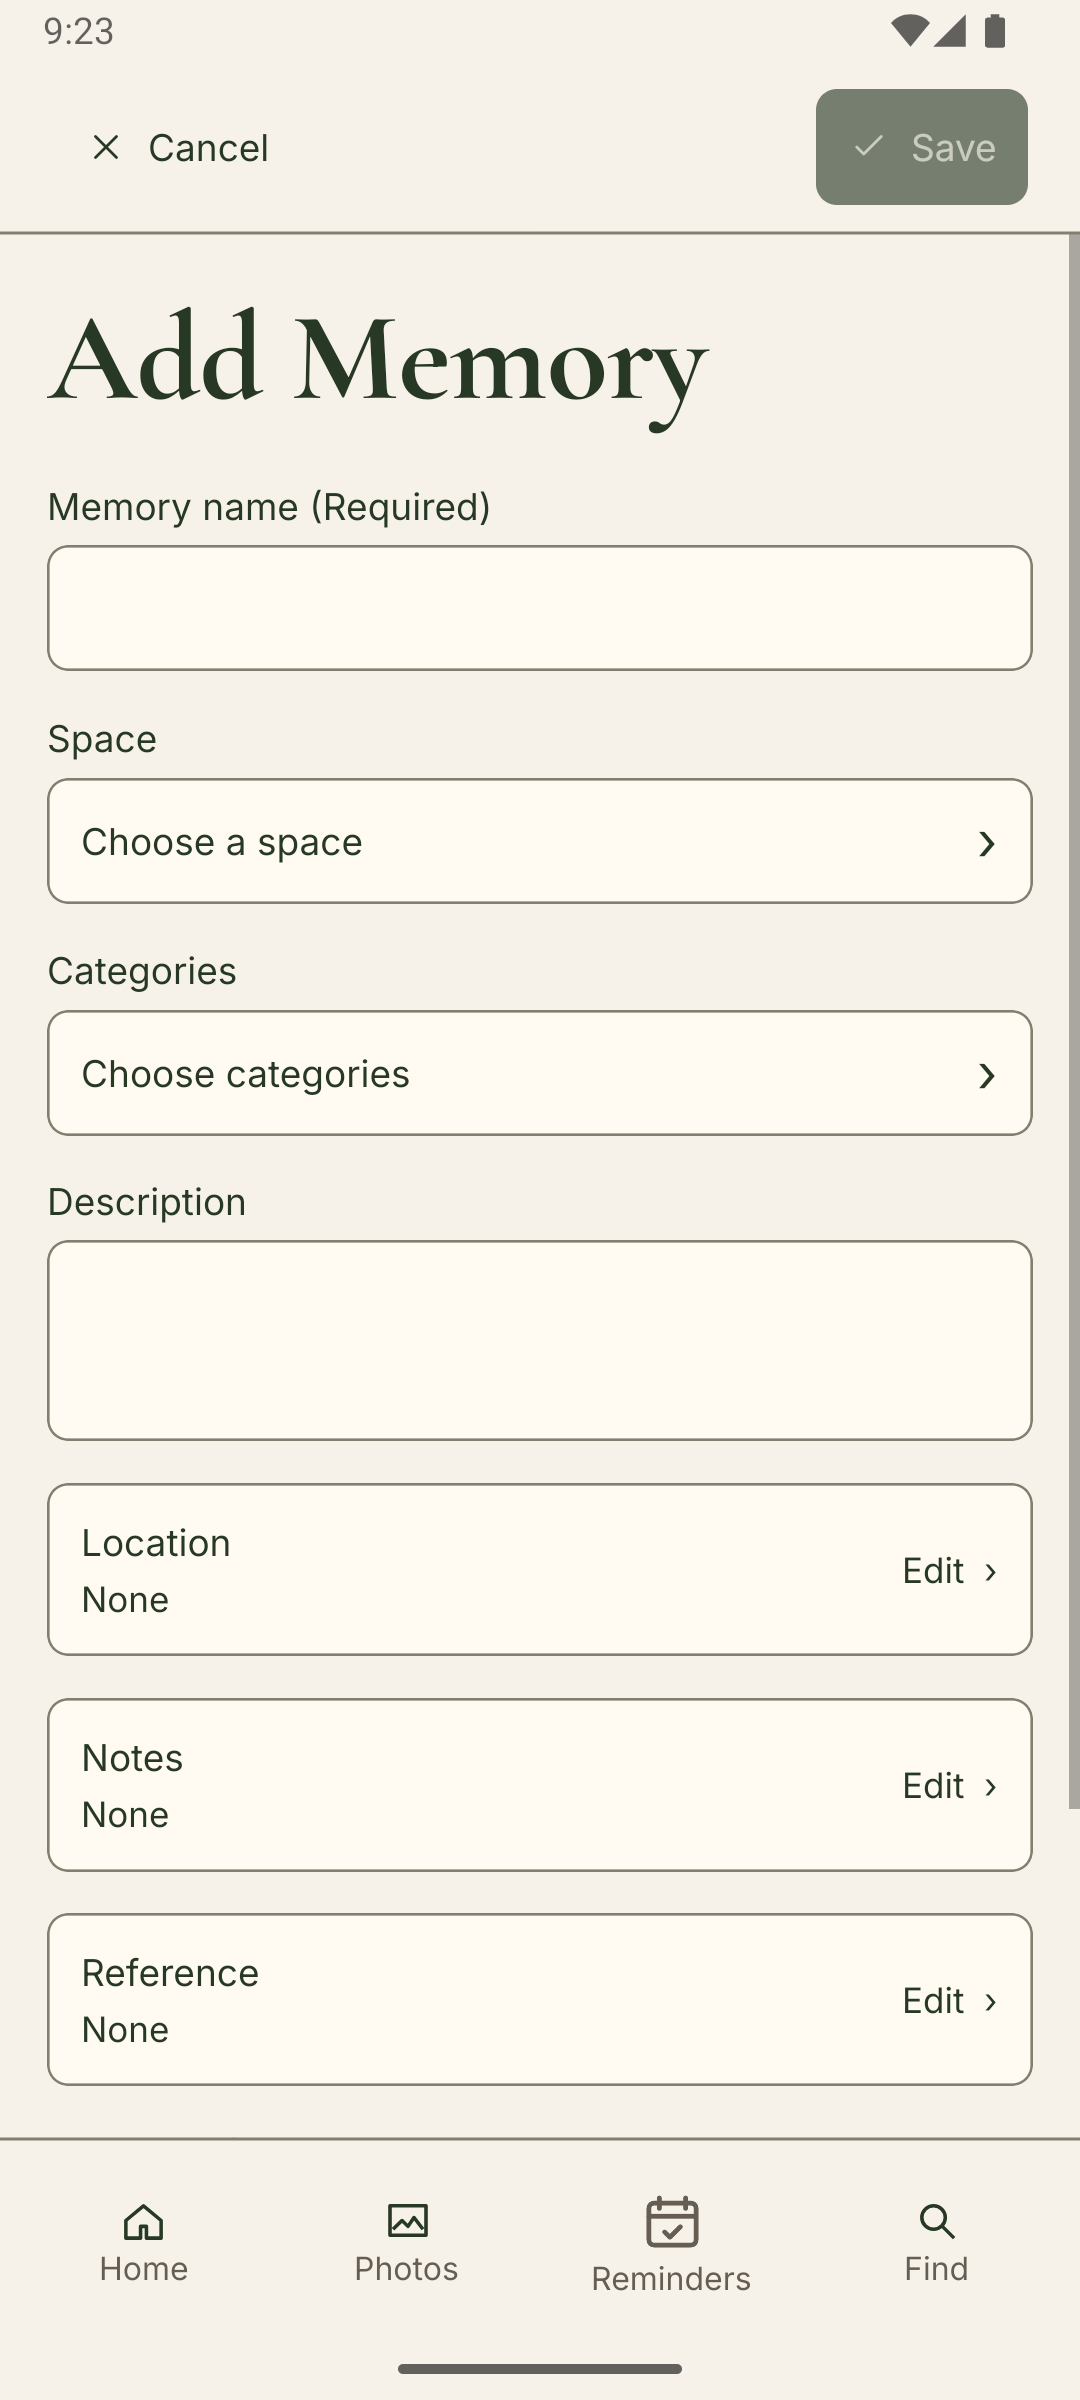 9:23
Cancel
Save
Add Memory
Memory name (Required)
Space
Choose a space
Categories
Choose categories
Description
Location
None
Edit
Notes
None
Edit
Reference
None
Edit
Home
Photos
Reminders
Find